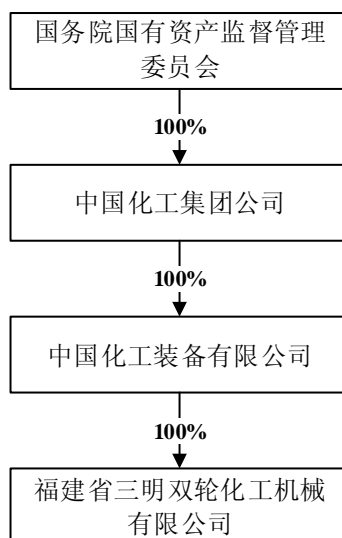 国务院国有资产监督管理
委员会
100%
中国化工集团公司
100%
中国化工装备有限公司
100%
福建省三明双轮化工机械
有限公司